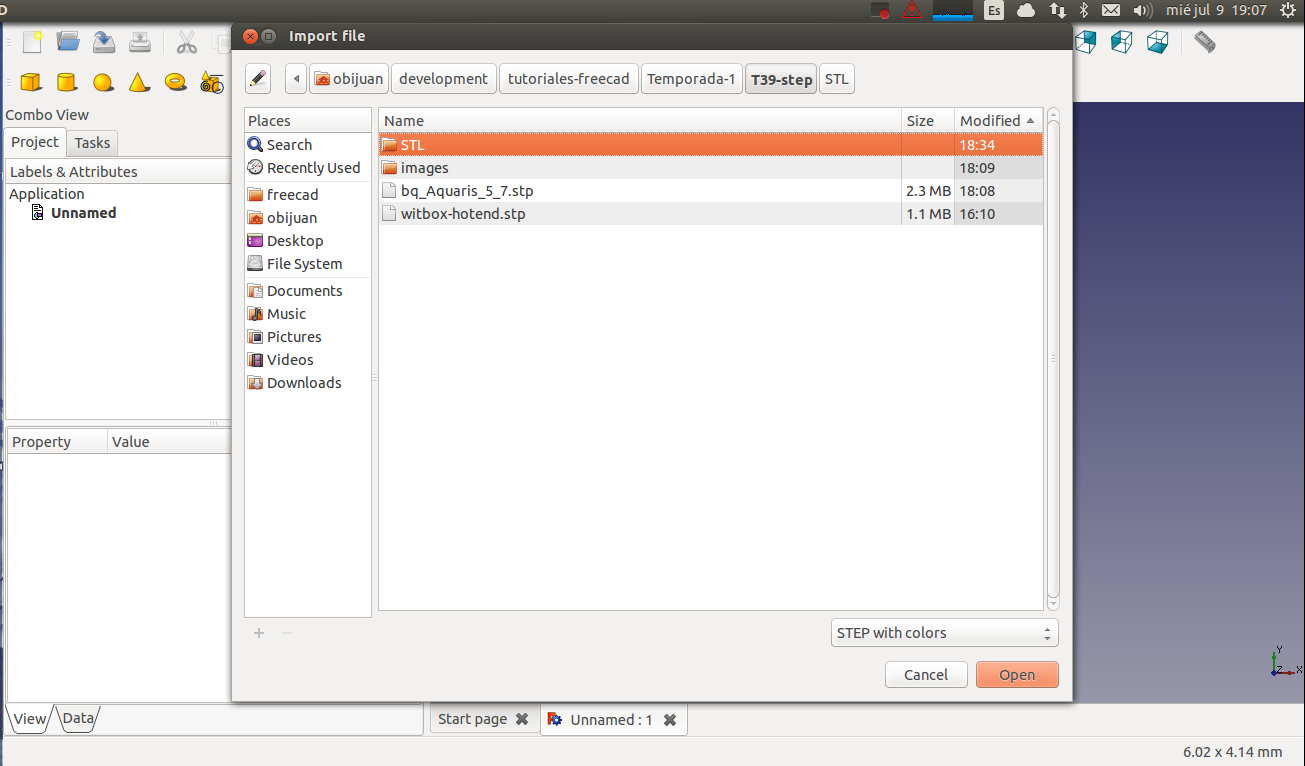 D
Es
mié jul 9 19:07
Import file
obijuan
development
tutoriales-freecad
Temporada-1
T39-step
STL
Combo View
Project
Tasks
Labels & Attributes
Application
Unnamed
Property
Value
Places
Search
Recently Used
freecad
obijuan
Desktop
File System
Documents
Music
Pictures
Videos
Downloads
Name Size Modified
STL 18:34
images 18:09
bq_Aquaris_5_7.stp 2.3 MB 18:08
witbox-hotend.stp 1.1 MB 16:10
STEP with colors
Cancel
Open
Y
Z
X
View
Data
Start page
Unnamed : 1
6.02 x 4.14 mm